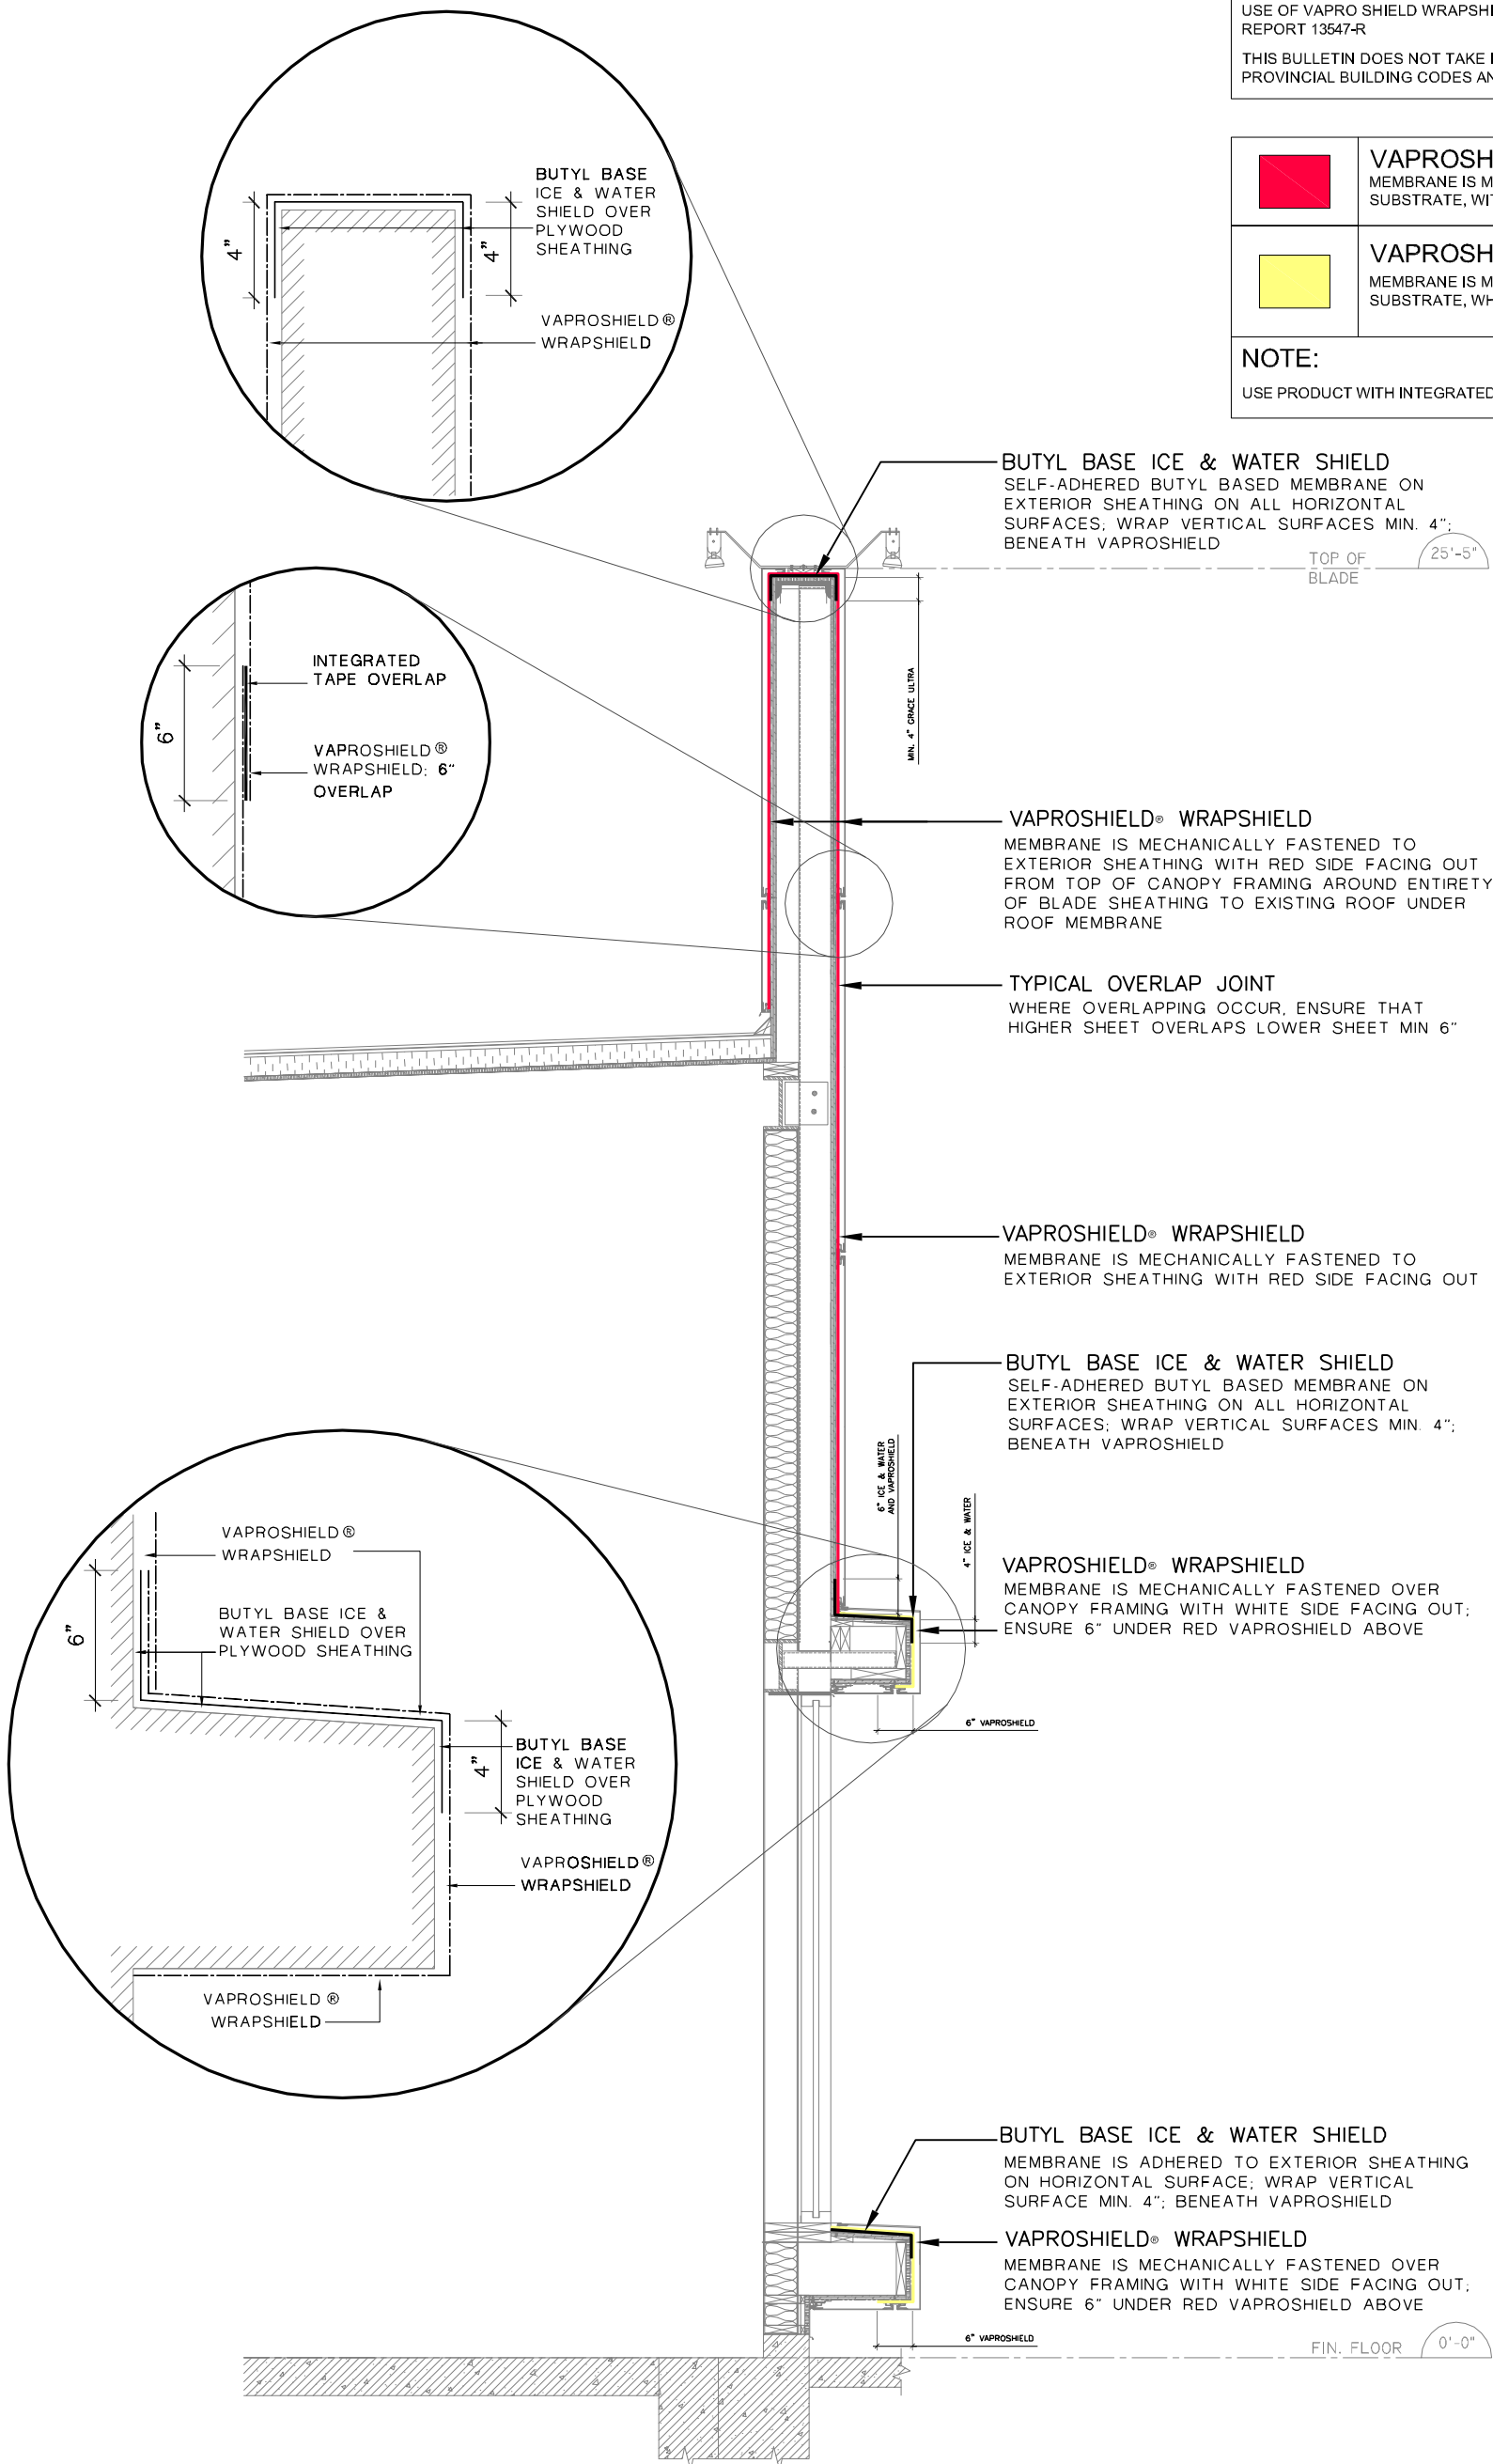 USE OF VAPRO SHIELD
REPORT 13547-R
THIS BULLETIN DOES NOT TAKE
PROVINCIAL BUILDING CODES
MEMBRANE IS
SUBSTRATE,
MEMBRANE IS
SUBSTRATE,
NOTE:
USE PRODUCT WITH INTEGRATED
BUTYL BASE
ICE & WATER
SHIELD OVER
PLYWOOD
SHEATHING
4"
4"
VAPROSHIELD®
WRAPSHIELD
BUTYL BASE ICE & WATER SHIELD
SELF-ADHERED BUTYL BASED MEMBRANE ON
EXTERIOR SHEATHING ON ALL HORIZONTAL
SURFACES; WRAP VERTICAL SURFACES MIN. 4";
BENEATH VAPROSHIELD
TOP OF
BLADE
25'-5"
INTEGRATED
TAPE OVERLAP
6"
VAPROSHIELD®
WRAPSHIELD; 6"
OVERLAP
MIN. 4" GRACE ULTRA
VAPROSHIELD® WRAPSHIELD
MEMBRANE IS MECHANICALLY FASTENED TO
EXTERIOR SHEATHING WITH RED SIDE FACING OUT
FROM TOP OF CANOPY FRAMING AROUND ENTIRETY
OF BLADE SHEATHING TO EXISTING ROOF UNDER
ROOF MEMBRANE
TYPICAL OVERLAP JOINT
WHERE OVERLAPPING OCCUR, ENSURE THAT
HIGHER SHEET OVERLAPS LOWER SHEET MIN 6"
VAPROSHIELD® WRAPSHIELD
MEMBRANE IS MECHANICALLY FASTENED TO
EXTERIOR SHEATHING WITH RED SIDE FACING OUT
BUTYL BASE ICE & WATER SHIELD
SELF-ADHERED BUTYL BASED MEMBRANE ON
EXTERIOR SHEATHING ON ALL HORIZONTAL
SURFACES; WRAP VERTICAL SURFACES MIN. 4";
BENEATH VAPROSHIELD
6" ICE & WATER
AND VAPROSHIELD
4" ICE & WATER
VAPROSHIELD® WRAPSHIELD
MEMBRANE IS MECHANICALLY FASTENED OVER
CANOPY FRAMING WITH WHITE SIDE FACING OUT;
ENSURE 6" UNDER RED VAPROSHIELD ABOVE
6" VAPROSHIELD
VAPROSHIELD®
WRAPSHIELD
6"
BUTYL BASE ICE &
WATER SHIELD OVER
PLYWOOD SHEATHING
4"
BUTYL BASE
ICE & WATER
SHIELD OVER
PLYWOOD
SHEATHING
VAPROSHIELD®
WRAPSHIELD
VAPROSHIELD®
WRAPSHIELD
BUTYL BASE ICE & WATER SHIELD
MEMBRANE IS ADHERED TO EXTERIOR SHEATHING
ON HORIZONTAL SURFACE; WRAP VERTICAL
SURFACE MIN. 4"; BENEATH VAPROSHIELD
VAPROSHIELD® WRAPSHIELD
MEMBRANE IS MECHANICALLY FASTENED OVER
CANOPY FRAMING WITH WHITE SIDE FACING OUT;
ENSURE 6" UNDER RED VAPROSHIELD ABOVE
6" VAPROSHIELD
FIN. FLOOR
0'-0"